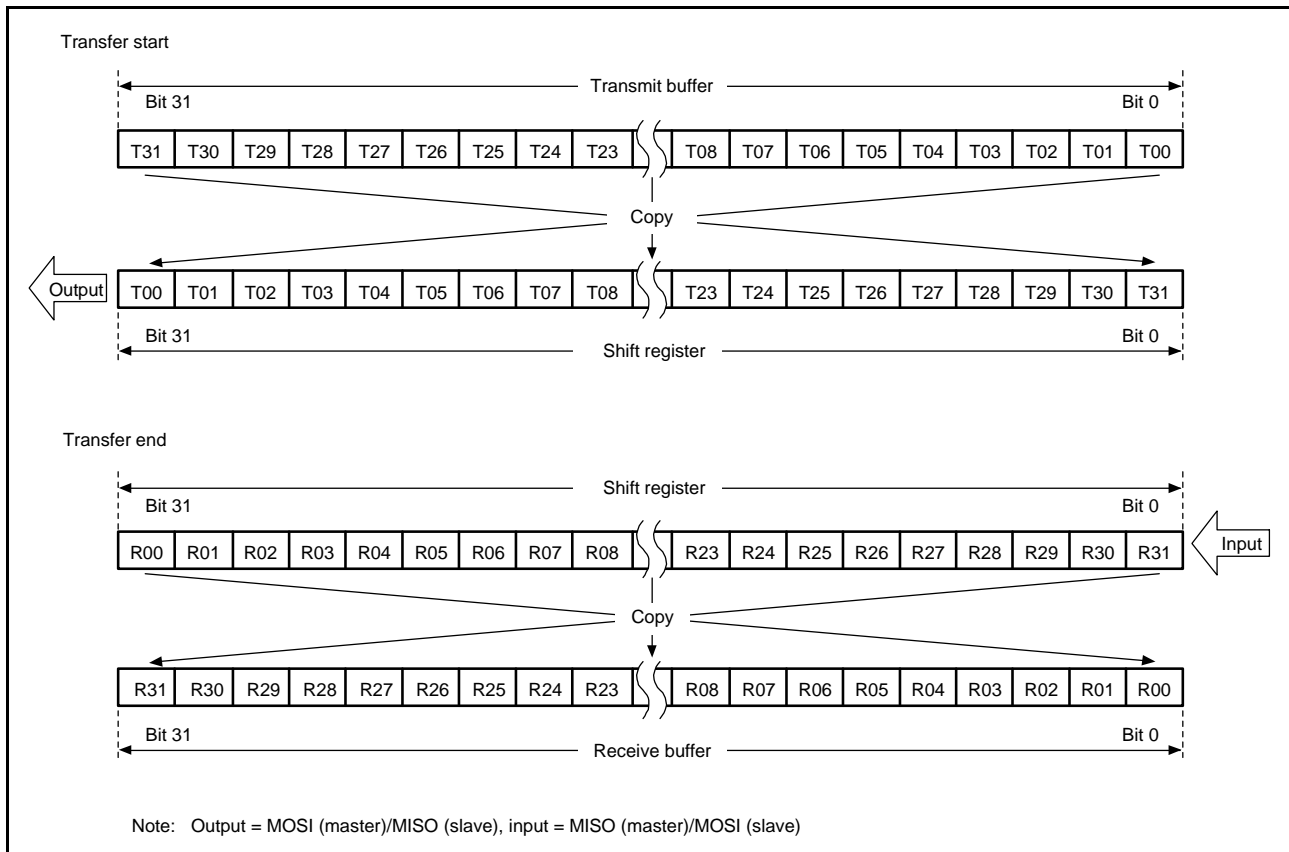 Transfer start
Transmit buffer
Bit 31 Bit 0
T31 T30 T29 T28 T27 T26 T25 T24 T23 T08 T07 T06 T05 T04 T03 T02 T01 T00
Copy
Output T00 T01 T02 T03 T04 T05 T06 T07 T08 T23 T24 T25 T26 T27 T28 T29 T30 T31
Bit 31 Bit 0
Shift register
Transfer end
Shift register
Bit 31 Bit 0
R00 R01 R02 R03 R04 R05 R06 R07 R08 R23 R24 R25 R26 R27 R28 R29 R30 R31 Input
Copy
R31 R30 R29 R28 R27 R26 R25 R24 R23 R08 R07 R06 R05 R04 R03 R02 R01 R00
Bit 31 Bit 0
Receive buffer
Note: Output = MOSI (master)/MISO (slave), input = MISO (master)/MOSI (slave)